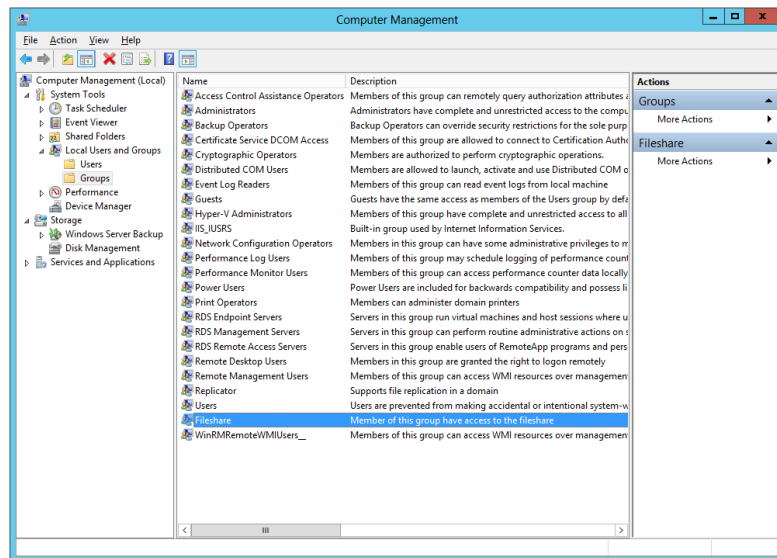 Computer Management
File Action View Help
Computer Management (Local)
System Tools
Task Scheduler
Event Viewer
Shared Folders
Local Users and Groups
Users
Groups
Performance
Device Manager
Storage
Windows Server Backup
Disk Management
Services and Applications
Name Description
Access Control Assistance Operators Members of this group can remotely query authorization attributes a
Administrators Administrators have complete and unrestricted access to the compu
Backup Operators Backup Operators can override security restrictions for the sole purp
Certificate Service DCOM Access Members of this group are allowed to connect to Certification Autho
Cryptographic Operators Members are authorized to perform cryptographic operations.
Distributed COM Users Members are allowed to launch, activate and use Distributed COM o
Event Log Readers Members of this group can read event logs from local machine
Guests Guests have the same access as members of the Users group by defa
Hyper-V Administrators Members of this group have complete and unrestricted access to all
IIS_IUSRS Built-in group used by Internet Information Services.
Network Configuration Operators Members in this group can have some administrative privileges to m
Performance Log Users Members of this group may schedule logging of performance count
Performance Monitor Users Members of this group can access performance counter data locally
Power Users Power Users are included for backwards compatibility and possess li
Print Operators Members can administer domain printers
RDS Endpoint Servers Servers in this group run virtual machines and host sessions where u
RDS Management Servers Servers in this group can perform routine administrative actions on s
RDS Remote Access Servers Servers in this group enable users of RemoteApp programs and pers
Remote Desktop Users Members in this group are granted the right to logon remotely
Remote Management Users Members of this group can access WMI resources over managemen
Replicator Supports file replication in a domain
Users Users are prevented from making accidental or intentional system-w
Fileshare Member of this group have access to the fileshare
WinRMRemoteWMIUsers__ Members of this group can access WMI resources over managemen
Actions
Groups
More Actions
Fileshare
More Actions